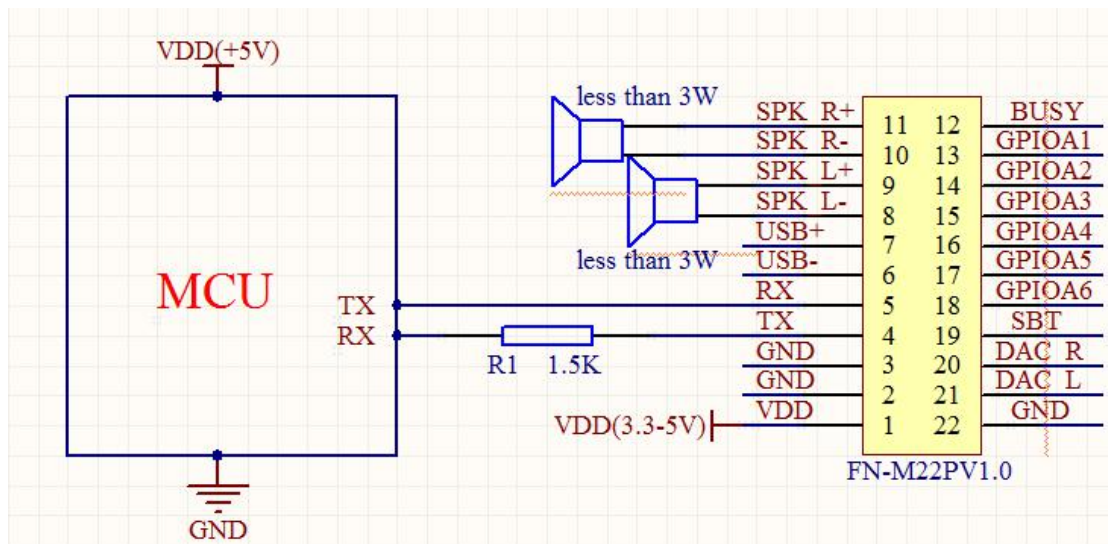 VDD(+5V)
MCU
TX
RX
GND
R1 1.5K
less than 3W
less than 3W
VDD(3.3-5V)
SPK R+ 11 12 BUSY
SPK R- 10 13 GPIOA1
SPK L+ 9 14 GPIOA2
SPK L- 8 15 GPIOA3
USB+ 7 16 GPIOA4
USB- 6 17 GPIOA5
RX 5 18 GPIOA6
TX 4 19 SBT
GND 3 20 DAC R
GND 2 21 DAC L
VDD 1 22 GND
FN-M22PV1.0